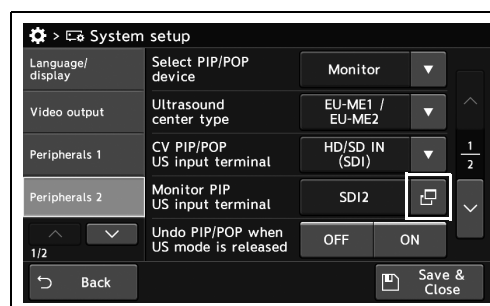 > System setup
Language/
display
Video output
Peripherals 1
Peripherals 2
1/2
Select PIP/POP
device
Monitor
Ultrasound
center type
EU-ME1 /
EU-ME2
CV PIP/POP
US input terminal
HD/SD IN
(SDI)
Monitor PIP
US input terminal
SDI2
Undo PIP/POP when
US mode is released
OFF ON
1
2
Back
Save &
Close